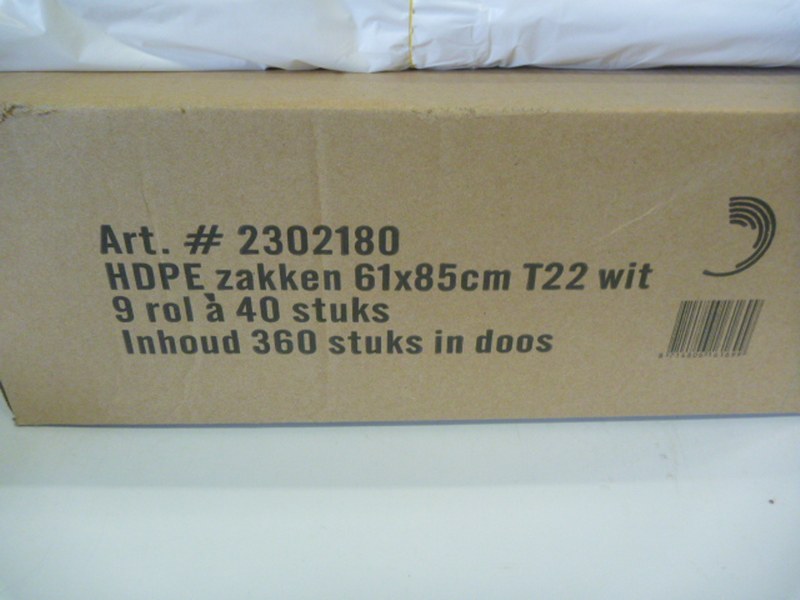 Art. # 2302180
HDPE zakken 61x85cm T22 wit
9 rol à 40 stuks
Inhoud 360 stuks in doos